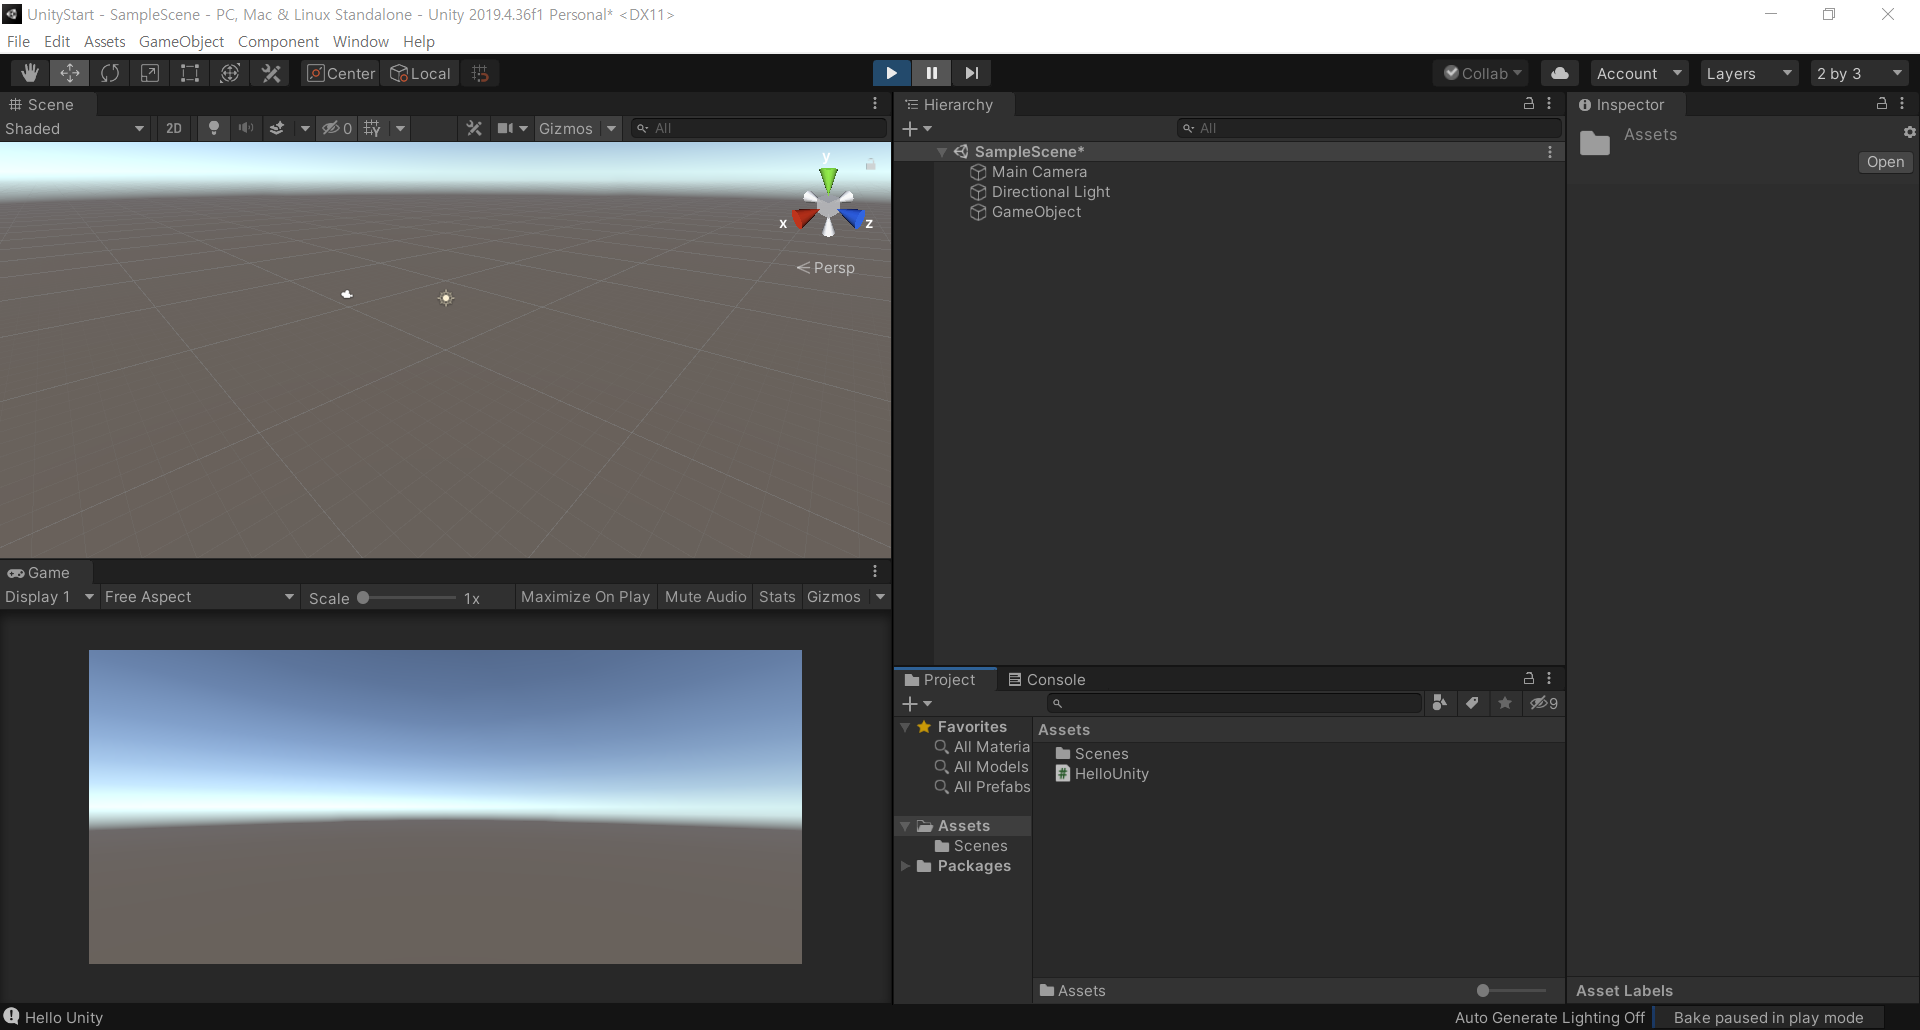 UnityStart - SampleScene - PC, Mac & Linux Standalone - Unity 2019.4.36f1 Personal* <DX11>
File Edit Assets GameObject Component Window Help
Center Local Collab Account Layers 2 by 3
Scene
Shaded 2D 0 Gizmos All
y
x z
Persp
Game
Display 1 Free Aspect Scale 1x Maximize On Play Mute Audio Stats Gizmos
Hierarchy
All
SampleScene*
Main Camera
Directional Light
GameObject
Project Console
9
Favorites
All Materia
All Models
All Prefabs
Assets
Scenes
Packages
Assets
Scenes
HelloUnity
Assets
Inspector
Assets
Open
Asset Labels
Hello Unity
Auto Generate Lighting Off Bake paused in play mode